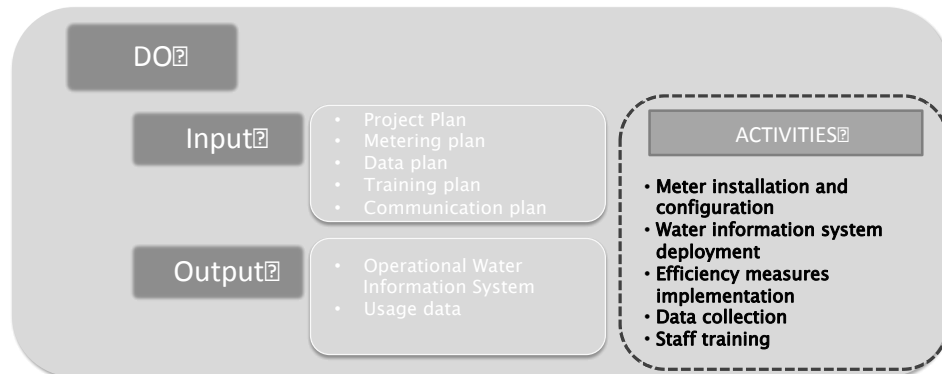 DO
Input
• Project Plan
• Metering plan
• Data plan
• Training plan
• Communication plan
Output
• Operational Water
Information System
• Usage data
ACTIVITIES
• Meter installation and
configuration
• Water information system
deployment
• Efficiency measures
implementation
• Data collection
• Staff training